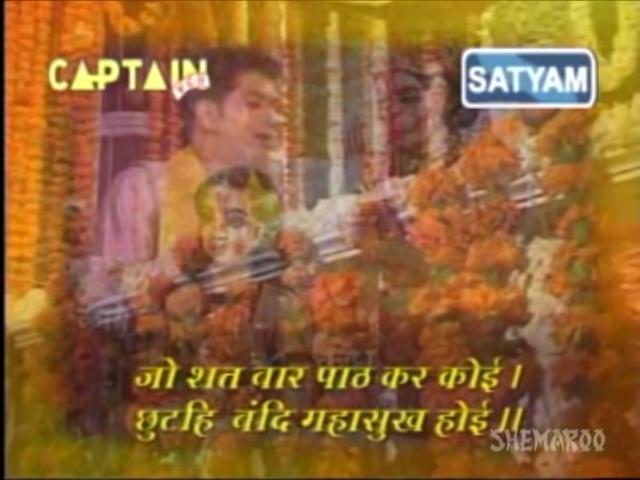 CAPTAIN
SATYAM
जो शत वार पाठ कर कोई।
छुटहि वंदि महासुख होई॥
SHEMAROO